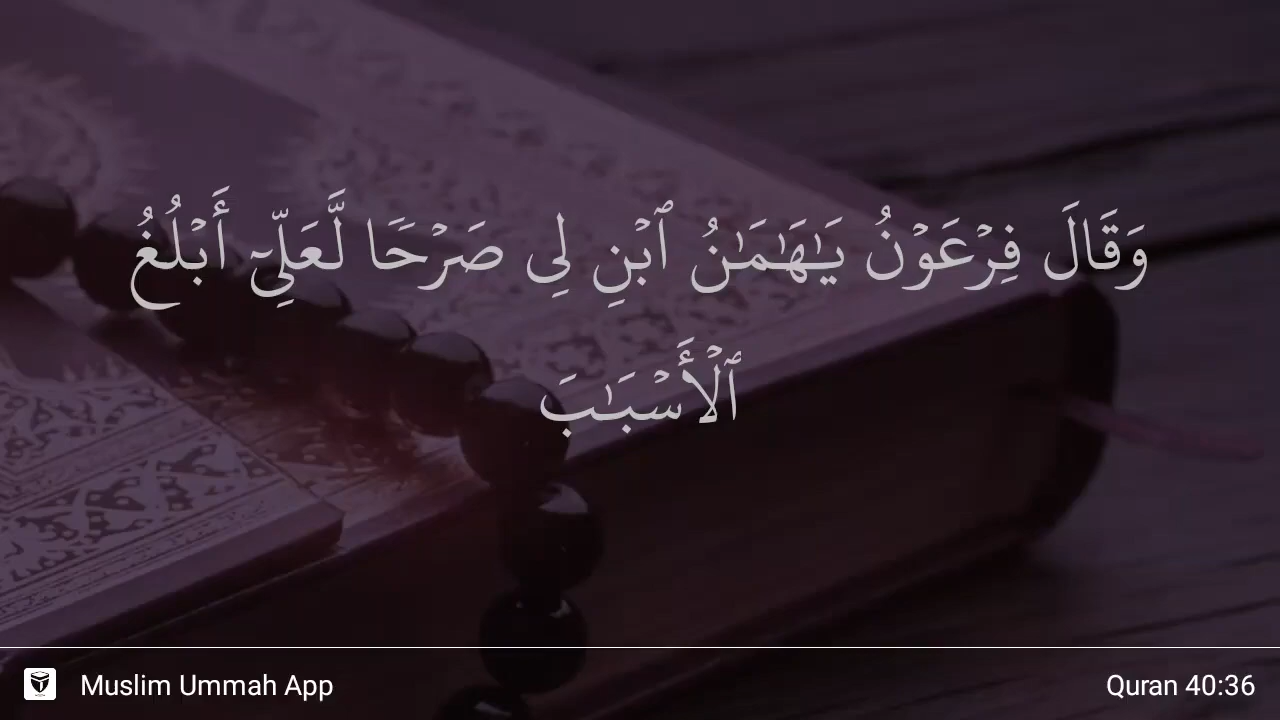 وَقَالَ فِرْعَوْنُ يَـٰهَـٰمَـٰنُ ٱبْنِ لِى صَرْحًا لَّعَلِّىٓ أَبْلُغُ
ٱلْأَسْبَـٰبَ
Muslim Ummah App
Quran 40:36